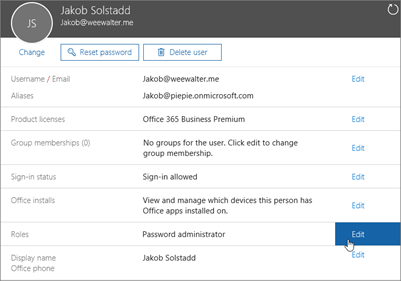 JS
Jakob Solstadd
Jakob@weewalter.me
Change
Reset password
Delete user
Username / Email
Jakob@weewalter.me
Edit
Aliases
Jakob@piepie.onmicrosoft.com
Product licenses
Office 365 Business Premium
Edit
Group memberships (0)
No groups for the user. Click edit to change
group membership.
Edit
Sign-in status
Sign-in allowed
Edit
Office installs
View and manage which devices this person has
Office apps installed on.
Edit
Roles
Password administrator
Edit
Display name
Jakob Solstadd
Edit
Office phone